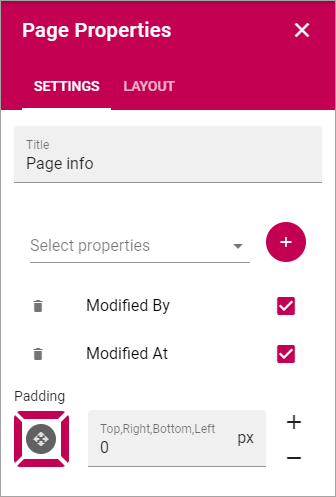 Page Properties
SETTINGS LAYOUT
Title
Page info
Select properties
Modified By
Modified At
Padding
Top,Right,Bottom,Left
0 px